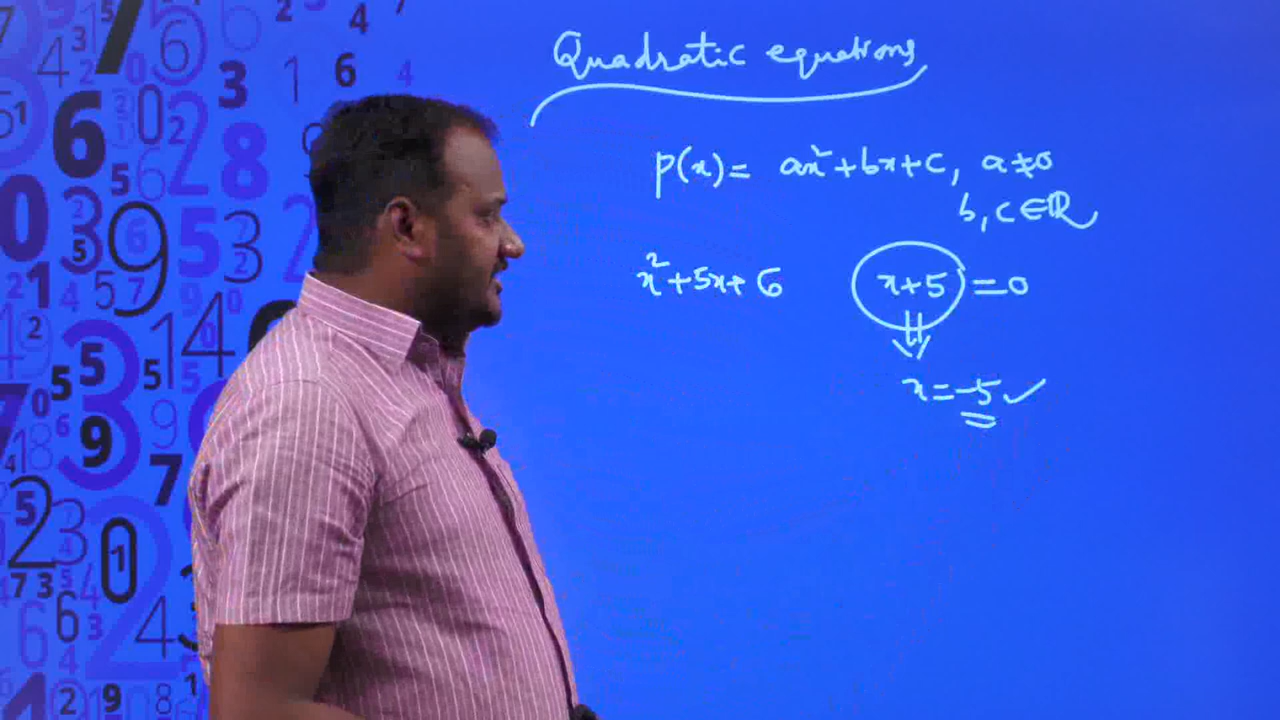 Quadratic equations
p(x) = ax²+bx+c, a≠0
b, c ∈ ℝ
x²+5x+6 x+5 = 0
x = -5 ✓